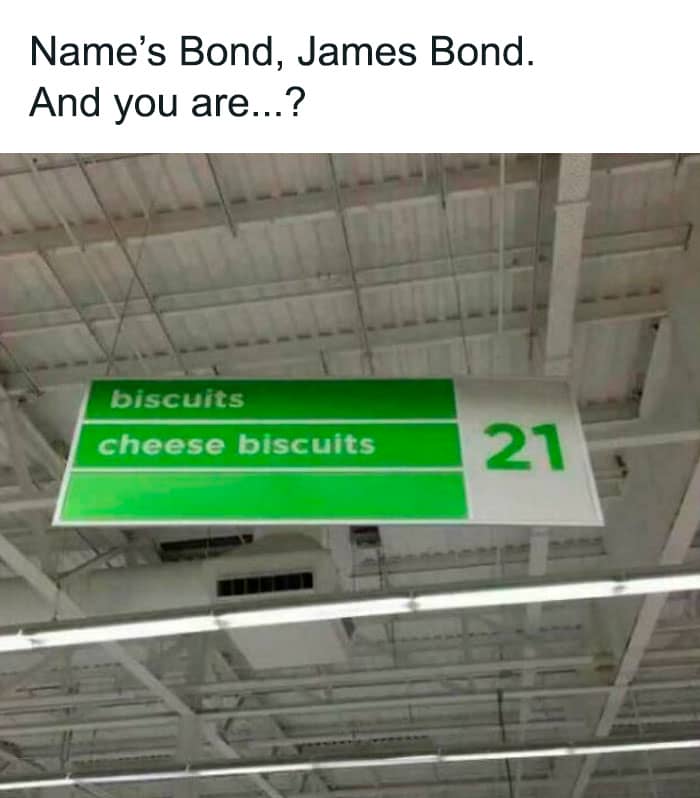 Name's Bond, James Bond.
And you are...?
biscuits
cheese biscuits
21